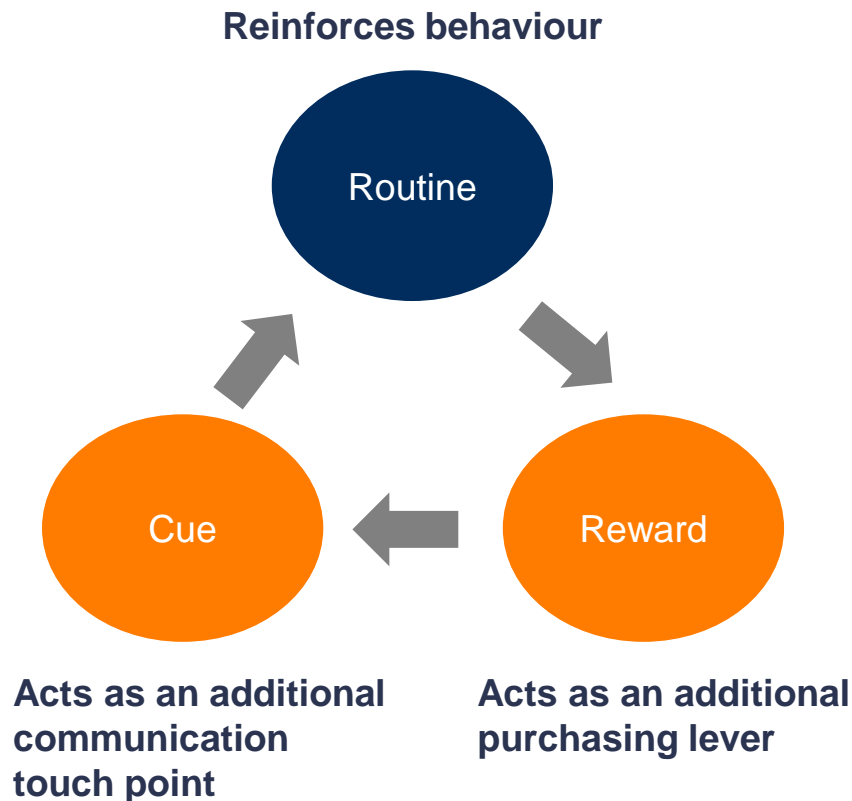 Reinforces behaviour
Routine
Cue
Reward
Acts as an additional
communication
touch point
Acts as an additional
purchasing lever